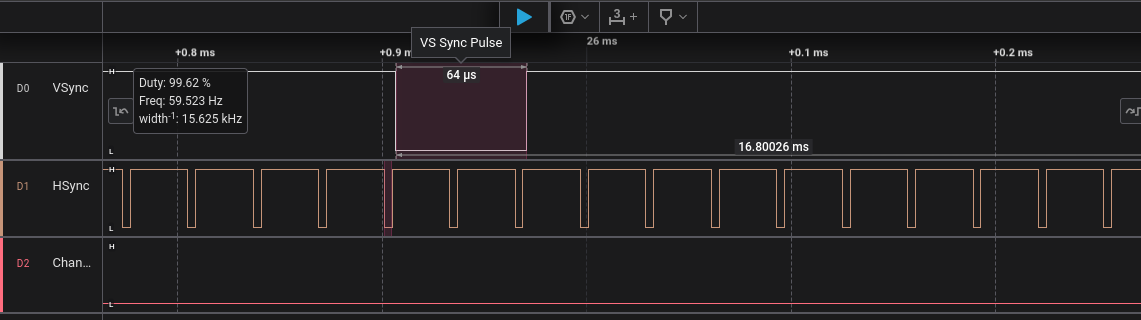 1F
3 +
VS Sync Pulse
26 ms
+0.8 ms
+0.9 m
+0.1 ms
+0.2 ms
D0 VSync
H
L
Duty: 99.62 %
Freq: 59.523 Hz
width-1: 15.625 kHz
64 µs
16.80026 ms
D1 HSync
H
L
D2 Chan...
H
L